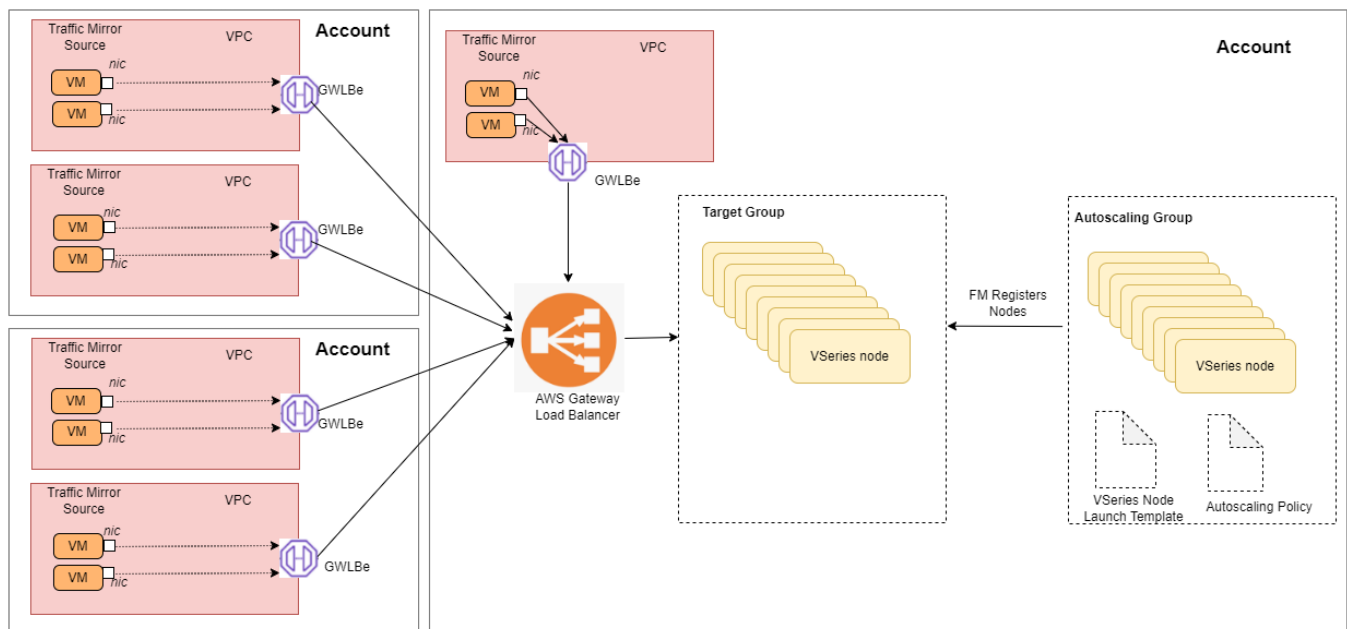 Traffic Mirror
Source
VPC
Account
nic
VM
GWLBe
VM
nic
Traffic Mirror
Source
VPC
nic
VM
GWLBe
VM
nic
Account
Traffic Mirror
Source
VPC
nic
VM
VM
nic
GWLBe
Traffic Mirror
Source
VPC
nic
VM
GWLBe
VM
nic
Traffic Mirror
Source
VPC
Account
nic
VM
VM
nic
GWLBe
AWS Gateway
Load Balancer
Target Group
VSeries node
FM Registers
Nodes
Autoscaling Group
VSeries node
VSeries Node
Launch Template
Autoscaling Policy